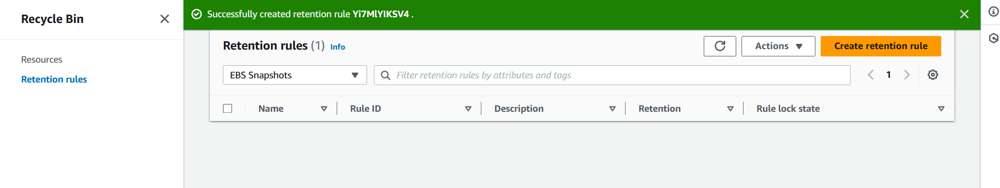 Recycle Bin
Resources
Retention rules
Successfully created retention rule Yi7MlYIKSV4 .
Retention rules (1) Info
Actions
Create retention rule
EBS Snapshots
Filter retention rules by attributes and tags
1
Name
Rule ID
Description
Retention
Rule lock state